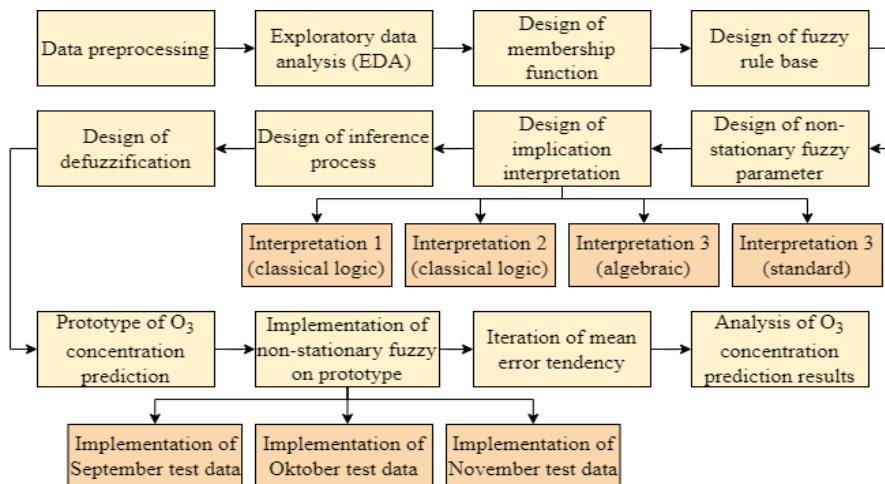 Data preprocessing
Exploratory data
analysis (EDA)
Design of
membership
function
Design of fuzzy
rule base
Design of
defuzzification
Design of inference
process
Design of
implication
interpretation
Design of non-
stationary fuzzy
parameter
Interpretation 1
(classical logic)
Interpretation 2
(classical logic)
Interpretation 3
(algebraic)
Interpretation 3
(standard)
Prototype of O₃
concentration
prediction
Implementation of
non-stationary fuzzy
on prototype
Iteration of mean
error tendency
Analysis of O₃
concentration
prediction results
Implementation of
September test data
Implementation of
Oktober test data
Implementation of
November test data